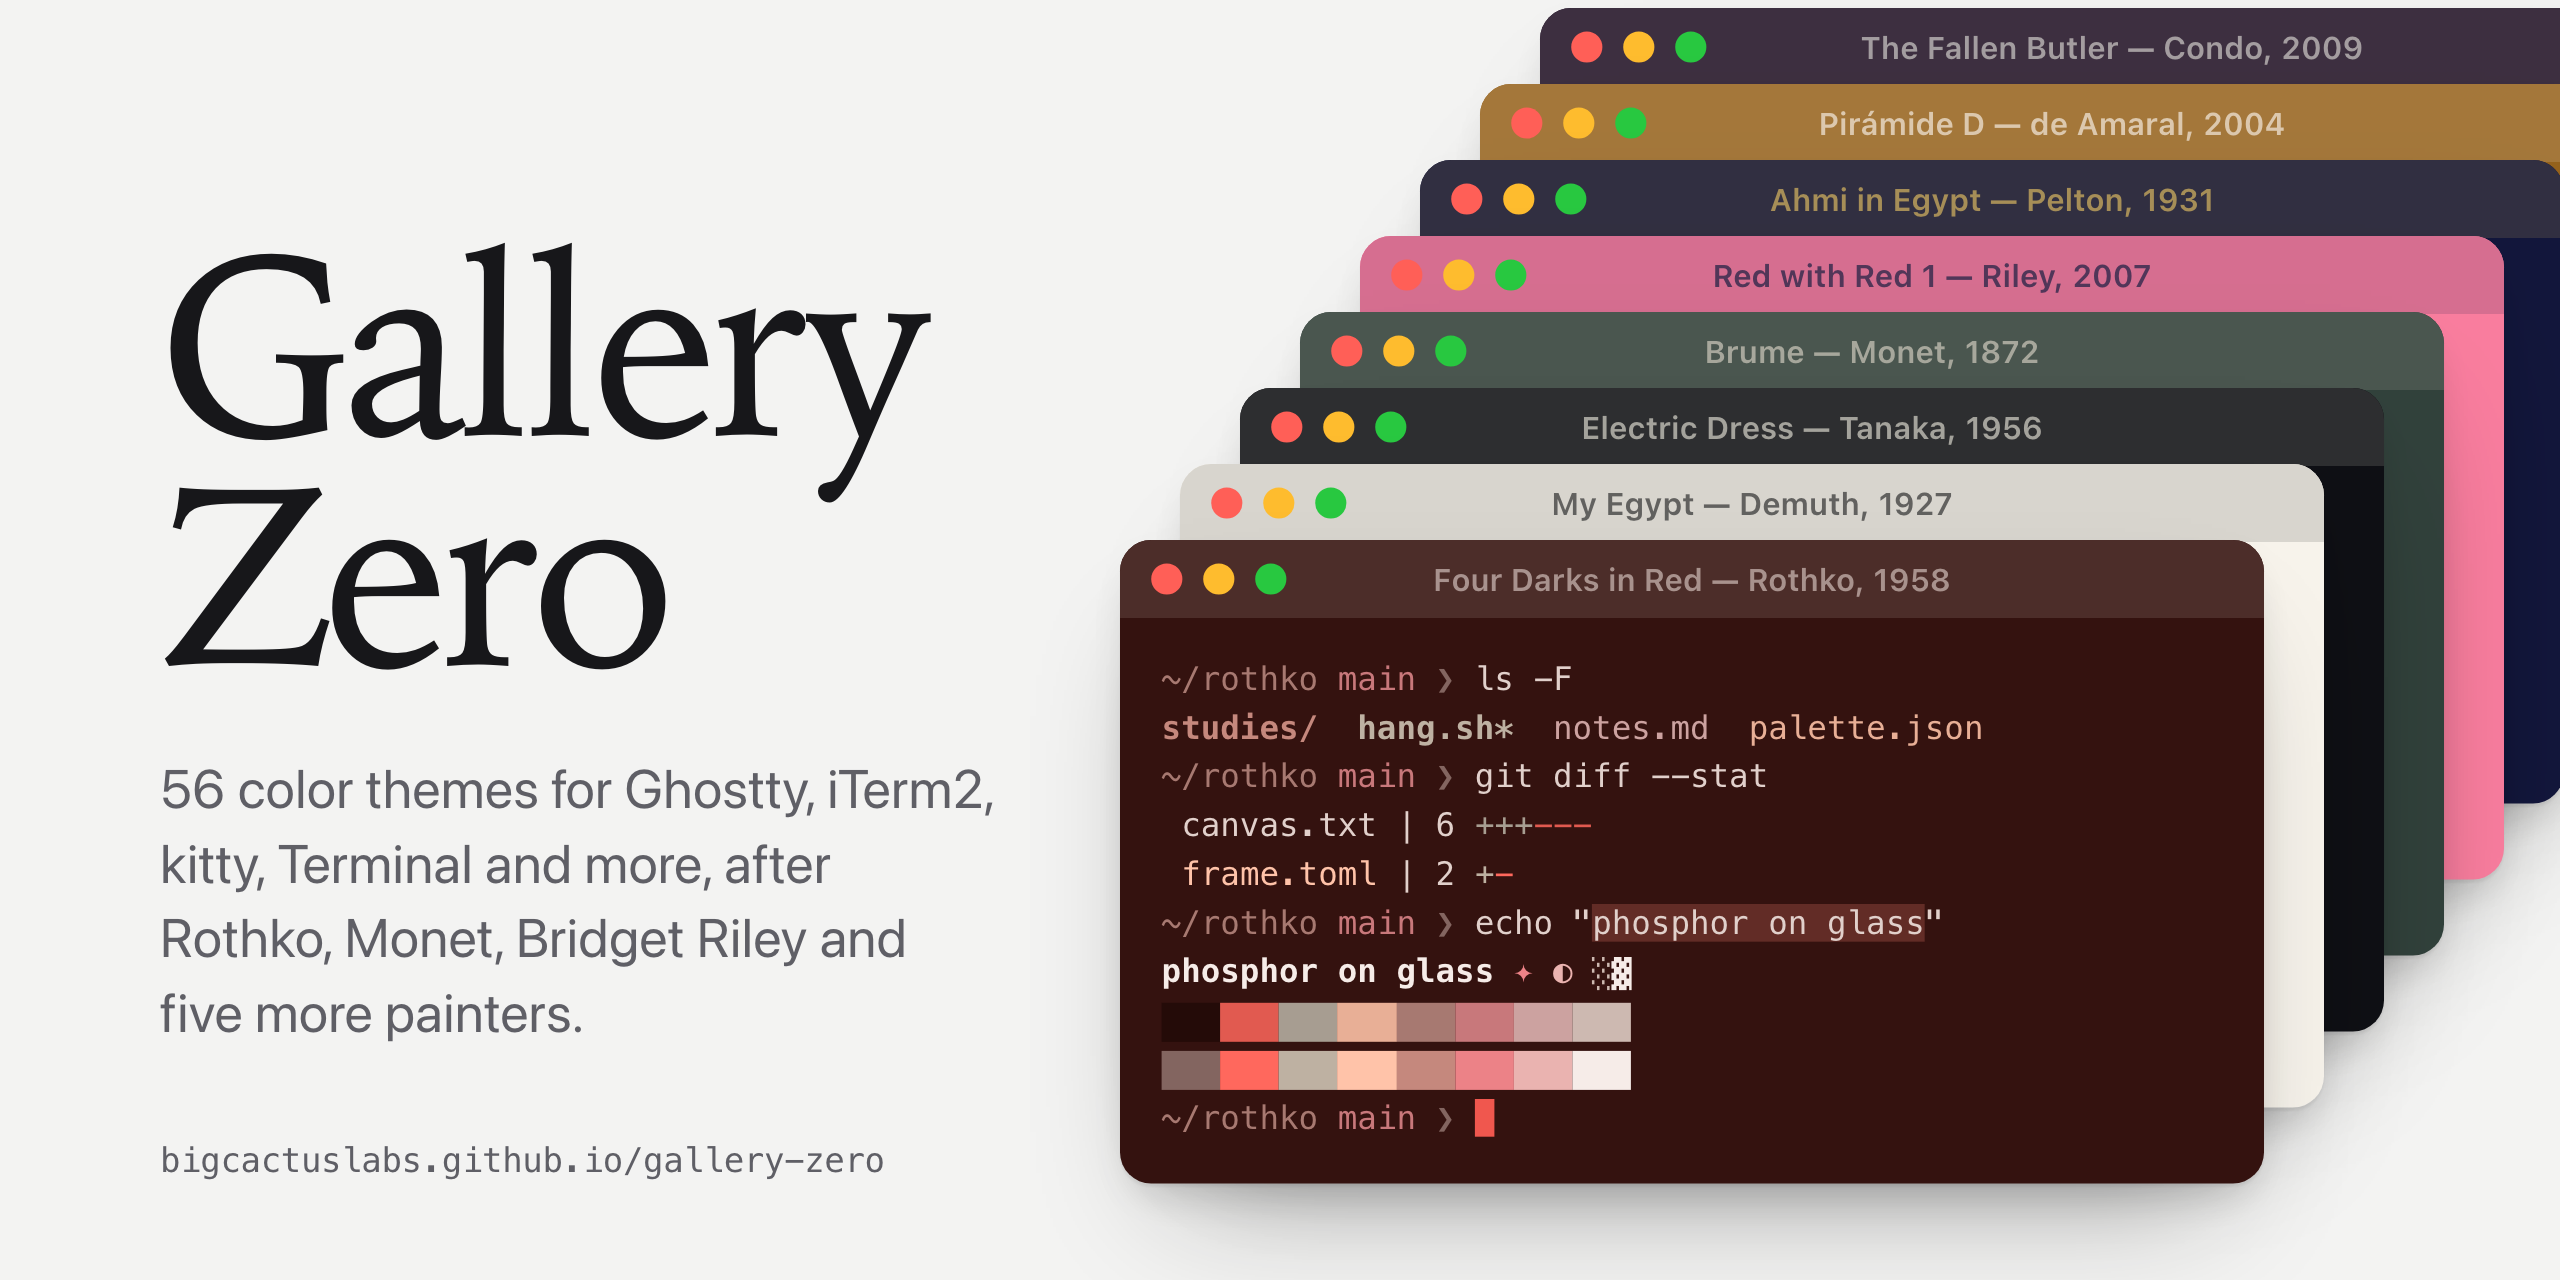 Gallery
Zero
56 color themes for Ghostty, iTerm2,
kitty, Terminal and more, after
Rothko, Monet, Bridget Riley and
five more painters.
bigcactuslabs.github.io/gallery-zero
The Fallen Butler — Condo, 2009
Pirámide D — de Amaral, 2004
Ahmi in Egypt — Pelton, 1931
Red with Red 1 — Riley, 2007
Brume — Monet, 1872
Electric Dress — Tanaka, 1956
My Egypt — Demuth, 1927
Four Darks in Red — Rothko, 1958
~/rothko main ❯ ls -F
studies/  hang.sh*  notes.md  palette.json
~/rothko main ❯ git diff --stat
 canvas.txt | 6 +++---
 frame.toml | 2 +-
~/rothko main ❯ echo "phosphor on glass"
phosphor on glass ✦ ◐ ░▓
~/rothko main ❯